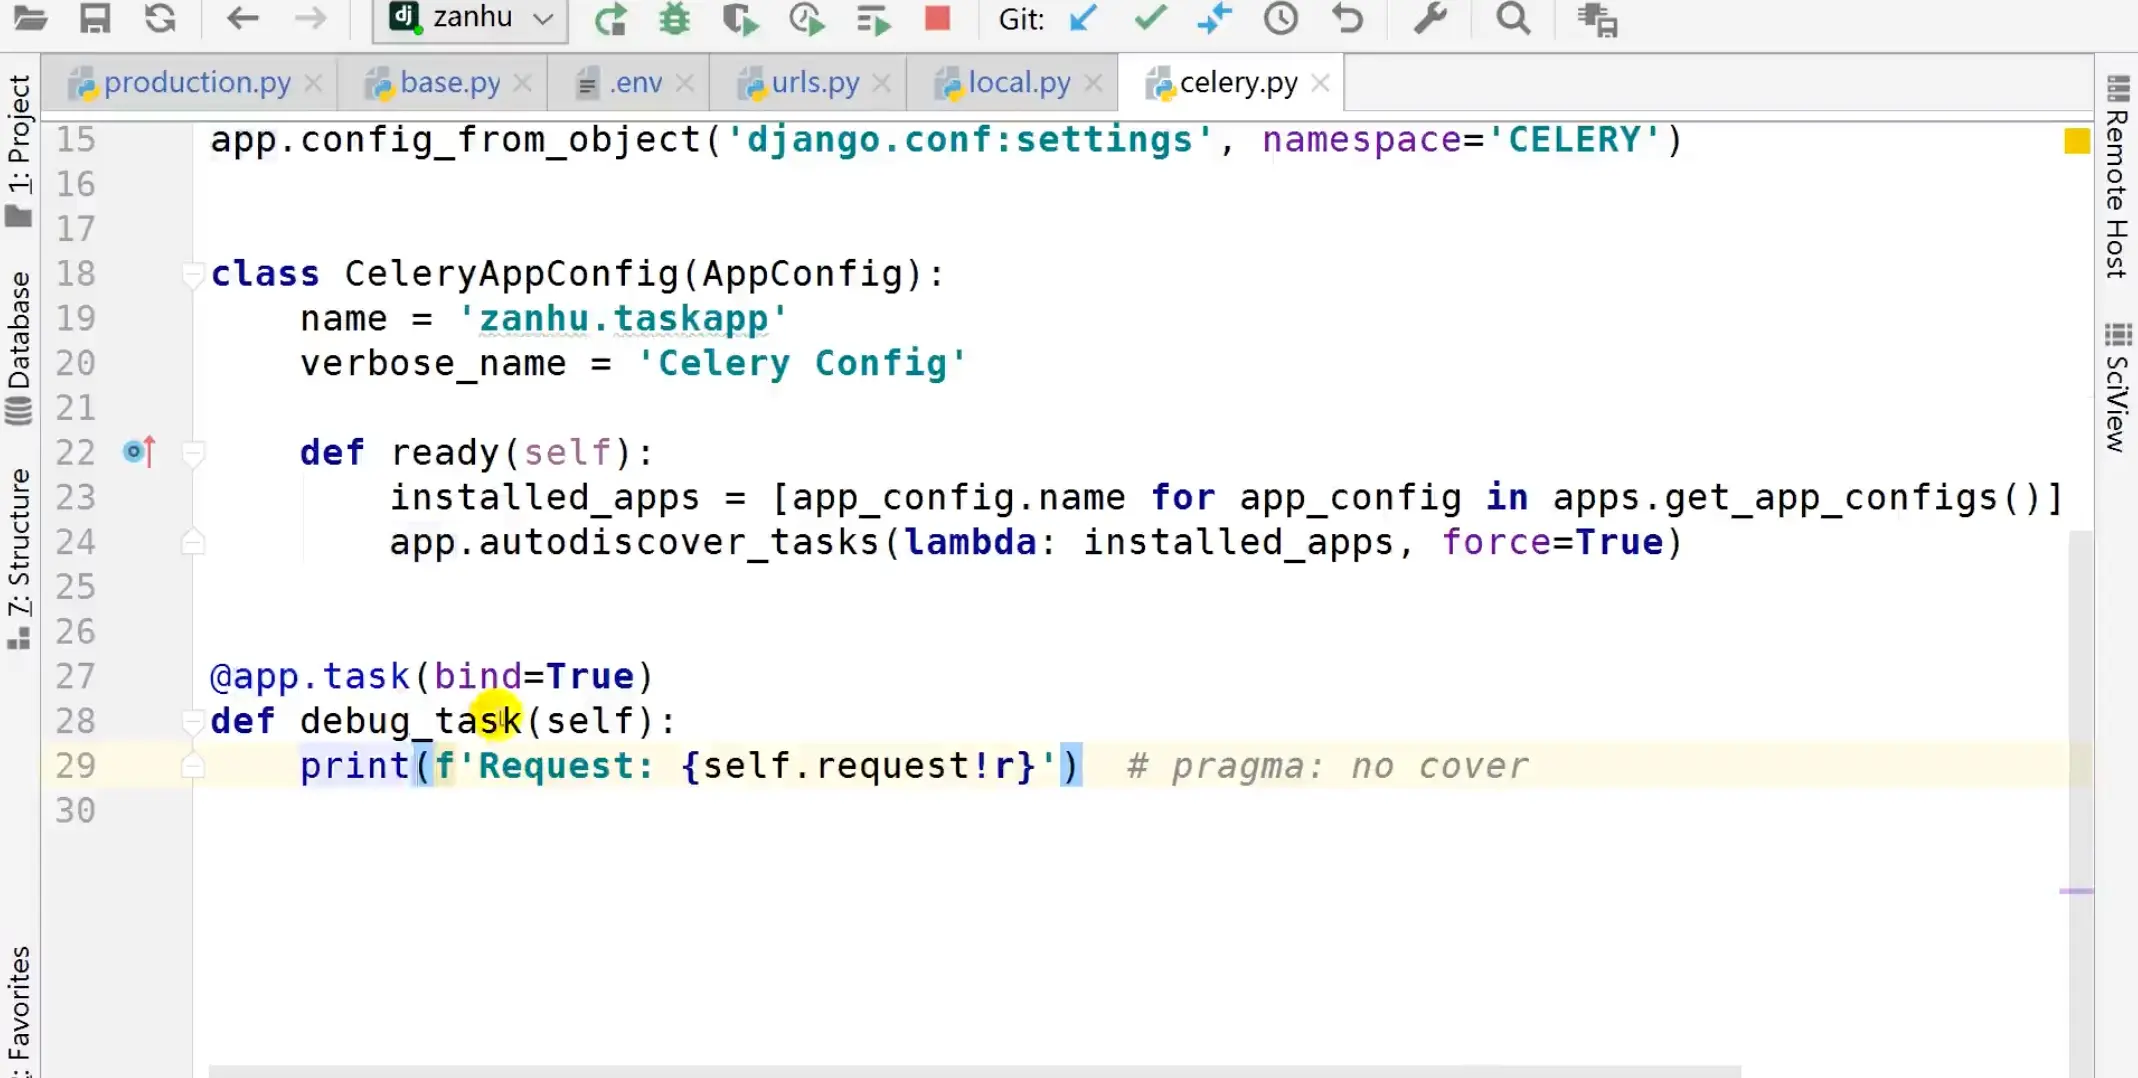 zanhu
Git:
production.py
base.py
.env
urls.py
local.py
celery.py
1: Project
Database
7: Structure
: Favorites
Remote Host
SciView
15 app.config_from_object('django.conf:settings', namespace='CELERY')
16
17
18 class CeleryAppConfig(AppConfig):
19     name = 'zanhu.taskapp'
20     verbose_name = 'Celery Config'
21
22     def ready(self):
23         installed_apps = [app_config.name for app_config in apps.get_app_configs()]
24         app.autodiscover_tasks(lambda: installed_apps, force=True)
25
26
27 @app.task(bind=True)
28 def debug_task(self):
29     print(f'Request: {self.request!r}')  # pragma: no cover
30